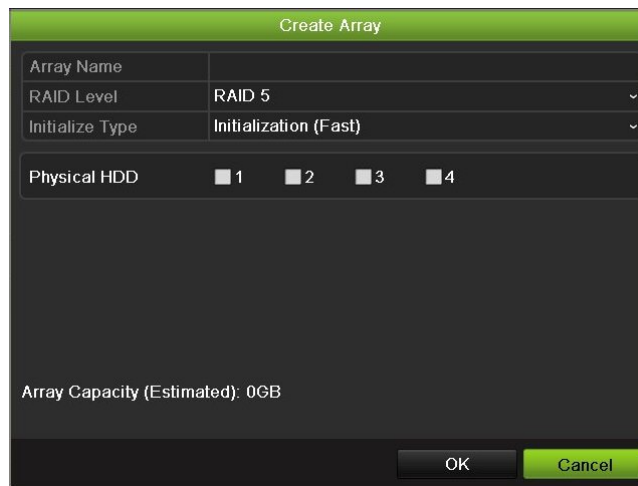 Create Array
Array Name
RAID Level RAID 5
Initialize Type Initialization (Fast)
Physical HDD 1 2 3 4
Array Capacity (Estimated): 0GB
OK Cancel